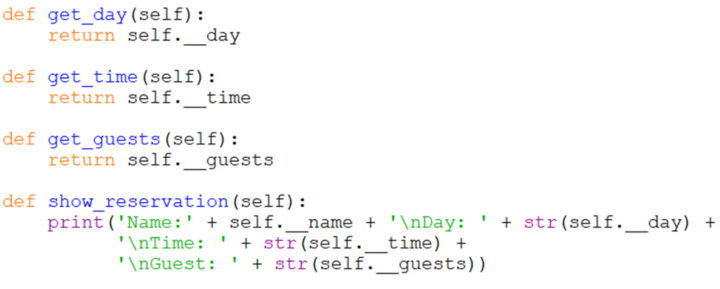 def get_day(self):
    return self.__day

def get_time(self):
    return self.__time

def get_guests(self):
    return self.__guests

def show_reservation(self):
    print('Name:' + self.__name + '\nDay: ' + str(self.__day) +
          '\nTime: ' + str(self.__time) +
          '\nGuest: ' + str(self.__guests))